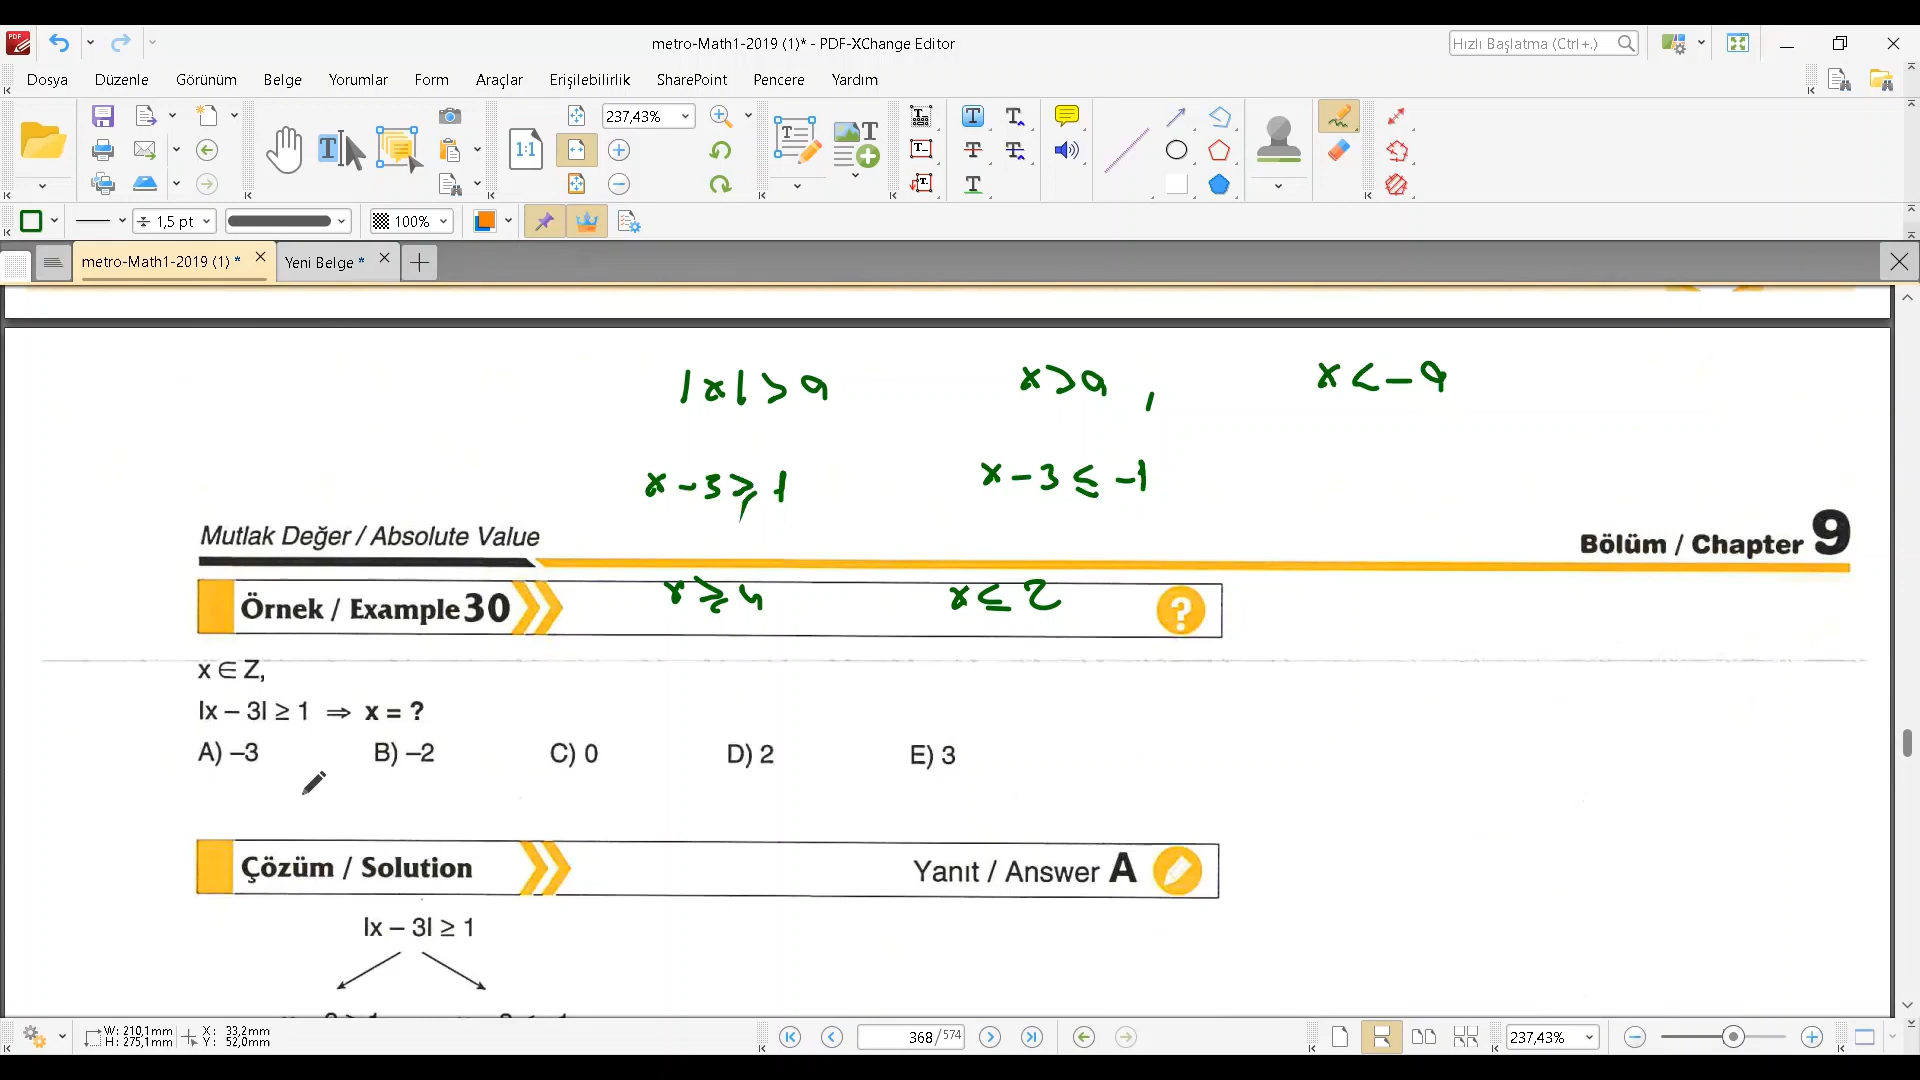 metro-Math1-2019 (1)* - PDF-XChange Editor
Hızlı Başlatma (Ctrl+.)
Dosya Düzenle Görünüm Belge Yorumlar Form Araçlar Erişilebilirlik SharePoint Pencere Yardım
237,43%
1:1
1,5 pt
100%
metro-Math1-2019 (1) *
Yeni Belge *
|x| > a x > a , x < - a
x - 3 ≥ 1 x - 3 ≤ -1
Mutlak Değer / Absolute Value
Bölüm / Chapter 9
Örnek / Example 30
x ≥ 4 x ≤ 2
?
x ∈ Z,
|x – 3| ≥ 1 ⇒ x = ?
A) –3 B) –2 C) 0 D) 2 E) 3
Çözüm / Solution
Yanıt / Answer A
|x – 3| ≥ 1
W: 210,1mm
H: 275,1mm
X: 33,2mm
Y: 52,0mm
368 / 574
237,43%